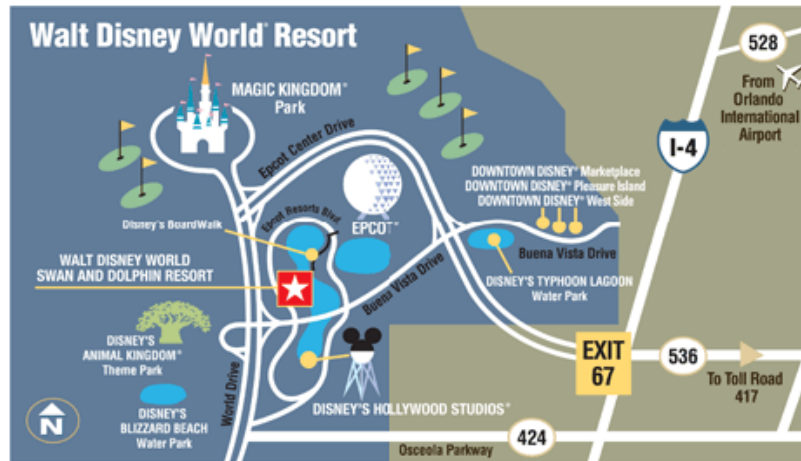 Walt Disney World® Resort
MAGIC KINGDOM®
Park
Epcot Center Drive
528
From
Orlando
International
Airport
I-4
DOWNTOWN DISNEY® Marketplace
DOWNTOWN DISNEY® Pleasure Island
DOWNTOWN DISNEY® West Side
Disney's BoardWalk
Epcot Resorts Blvd.
EPCOT®
Buena Vista Drive
WALT DISNEY WORLD
SWAN AND DOLPHIN RESORT
Buena Vista Drive
DISNEY'S TYPHOON LAGOON
Water Park
DISNEY'S
ANIMAL KINGDOM®
Theme Park
World Drive
EXIT
67
536
To Toll Road
417
DISNEY'S
BLIZZARD BEACH
Water Park
DISNEY'S HOLLYWOOD STUDIOS®
N
424
Osceola Parkway